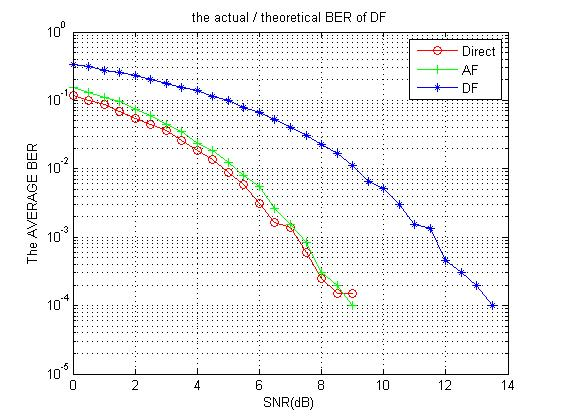 the actual / theoretical BER of DF
The AVERAGE BER
10^0
10^-1
10^-2
10^-3
10^-4
10^-5
Direct
AF
DF
0 2 4 6 8 10 12 14
SNR(dB)